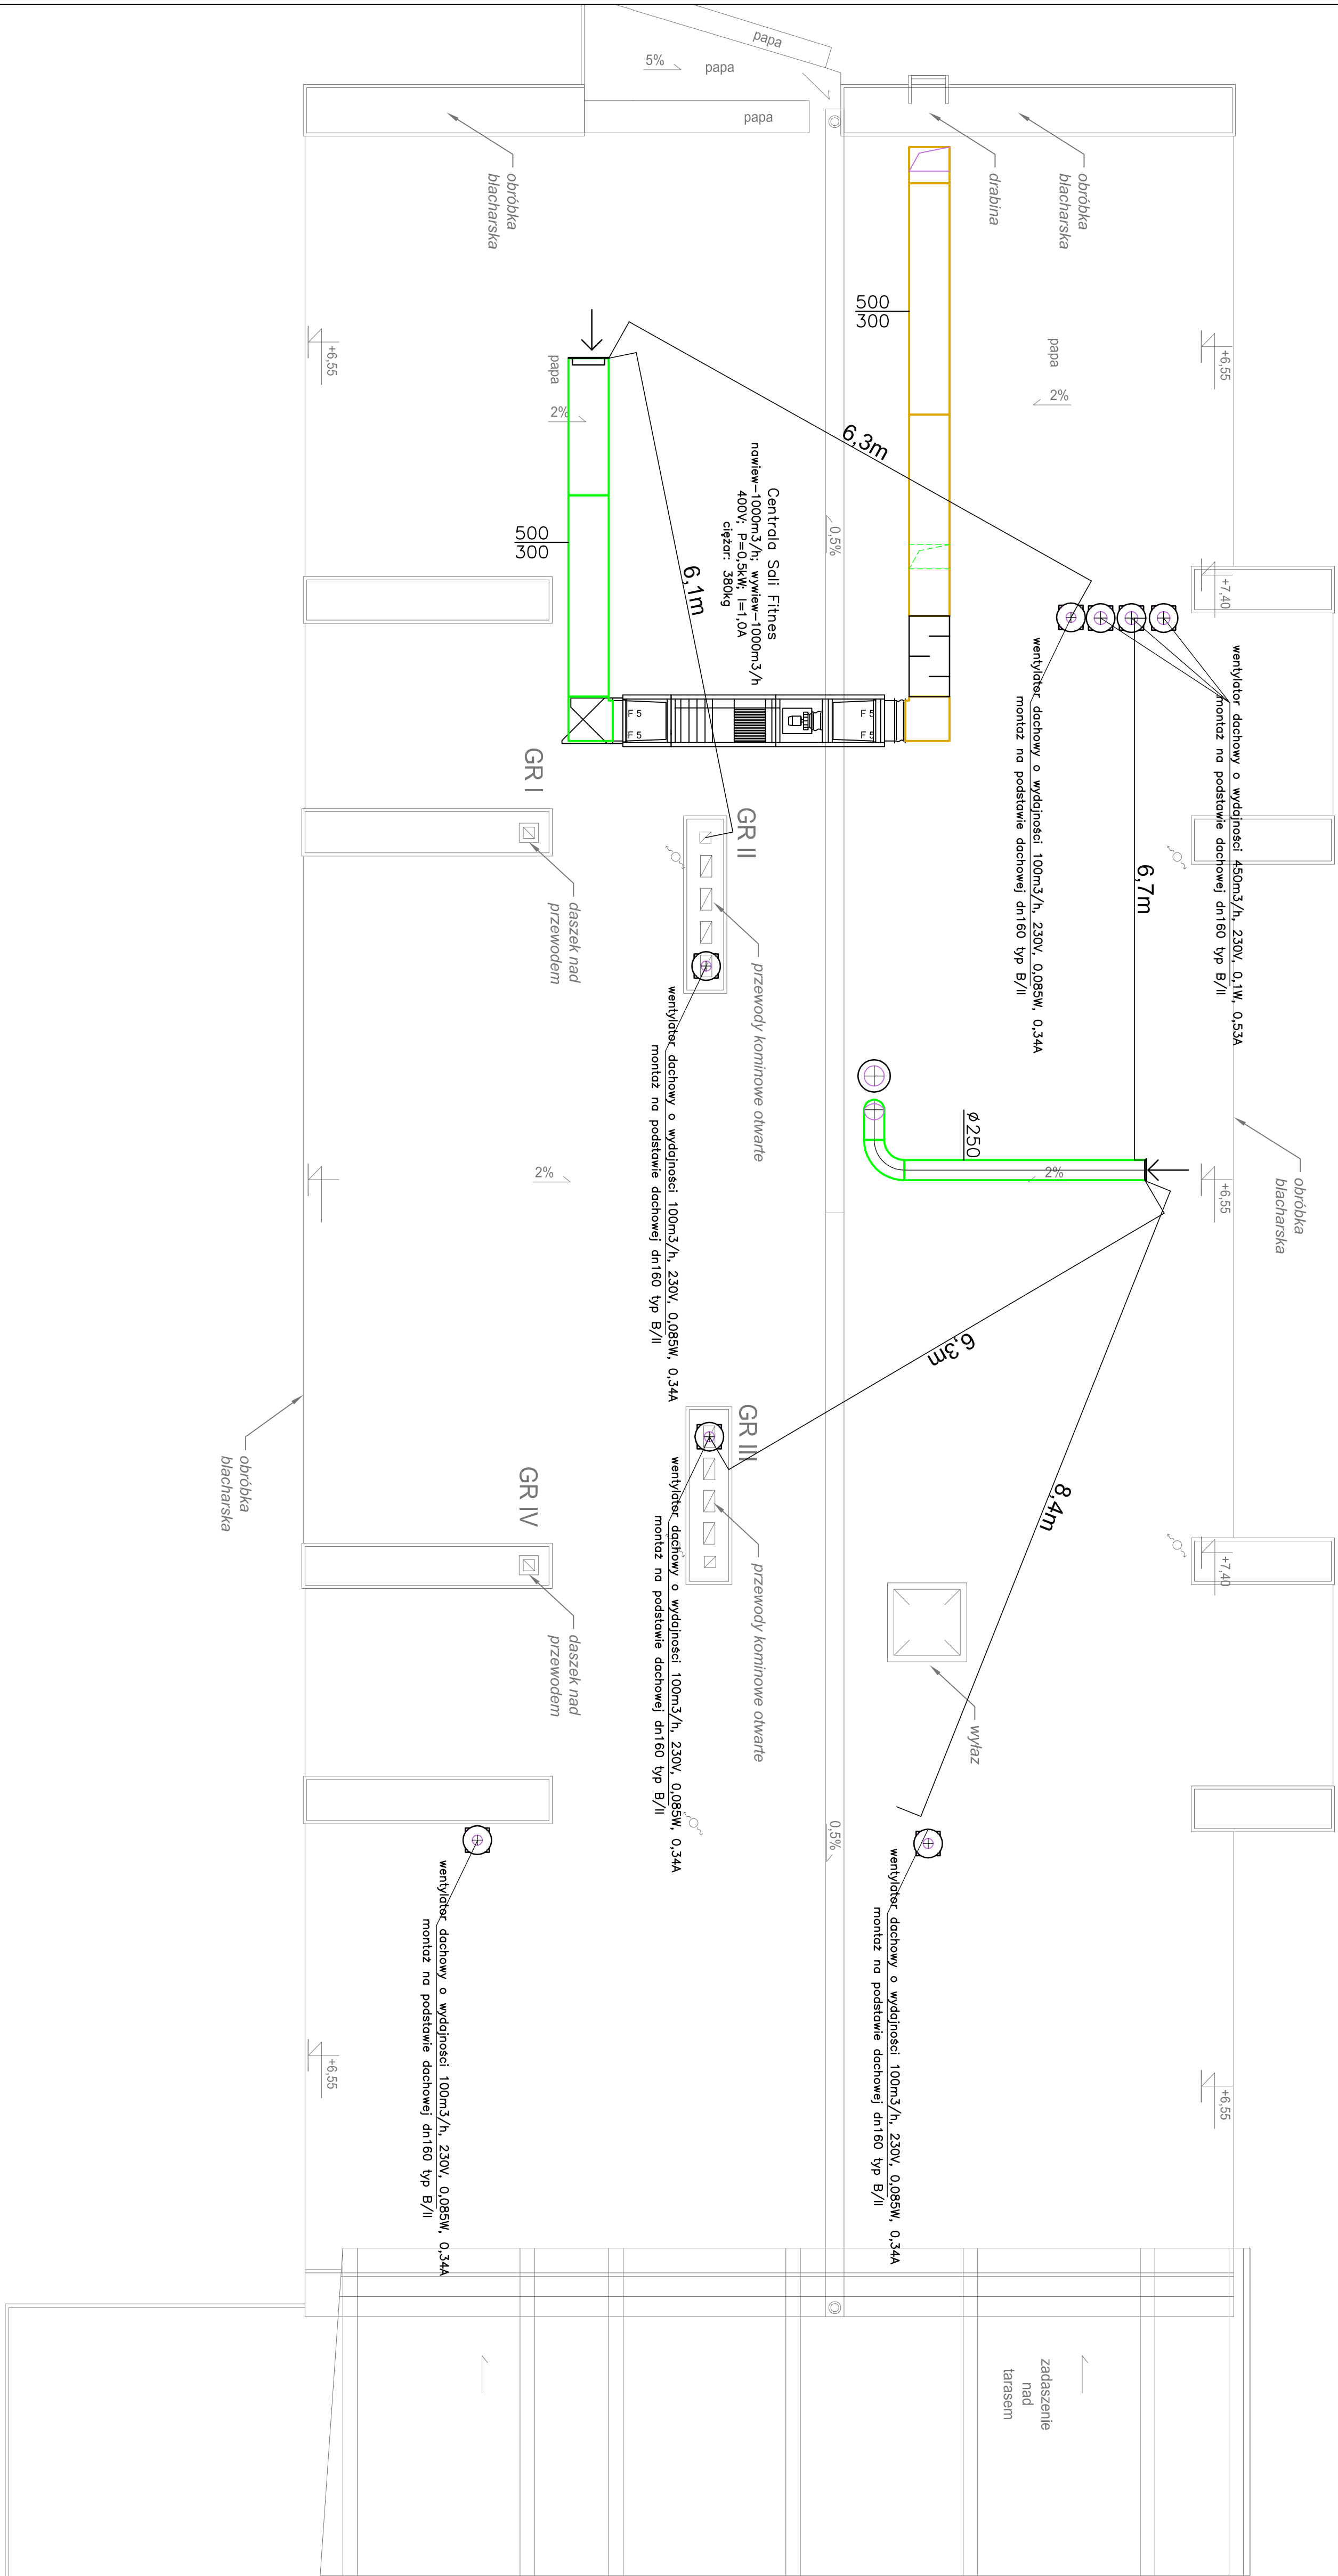 papa
5%
papa
papa
obróbka
blacharska
drabina
obróbka
blacharska
500
300
+6,55
papa
2%
+6,55
papa
2%
6,3m
Centrala Sali Fitnes
nawiew-1000m3/h; wywiew-1000m3/h
400V; P=0,5kW; I=1,0A
ciężar: 380kg
0,5%
500
300
6,1m
+7,40
wentylator dachowy o wydajności 450m3/h, 230V, 0,1W, 0,53A
montaż na podstawie dachowej dn160 typ B/II
wentylator dachowy o wydajności 100m3/h, 230V, 0,085W, 0,34A
montaż na podstawie dachowej dn160 typ B/II
F 5
F 5
F 5
F 5
GR I
GR II
6,7m
daszek nad
przewodem
przewody kominowe otwarte
wentylator dachowy o wydajności 100m3/h, 230V, 0,085W, 0,34A
montaż na podstawie dachowej dn160 typ B/II
ø250
2%
2%
+6,55
obróbka
blacharska
6,3m
8,4m
GR III
GR IV
obróbka
blacharska
wentylator dachowy o wydajności 100m3/h, 230V, 0,085W, 0,34A
montaż na podstawie dachowej dn160 typ B/II
przewody kominowe otwarte
+7,40
daszek nad
przewodem
wyłaz
0,5%
wentylator dachowy o wydajności 100m3/h, 230V, 0,085W, 0,34A
montaż na podstawie dachowej dn160 typ B/II
wentylator dachowy o wydajności 100m3/h, 230V, 0,085W, 0,34A
montaż na podstawie dachowej dn160 typ B/II
+6,55
+6,55
zadaszenie
nad
tarasem